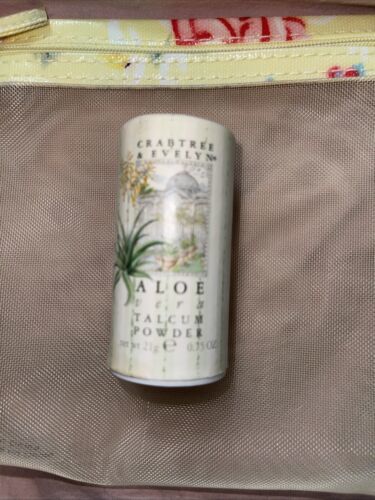 CRABTREE
& EVELYN®
ALOE
vera
TALCUM
POWDER
net wt 21g e 0.75 OZ